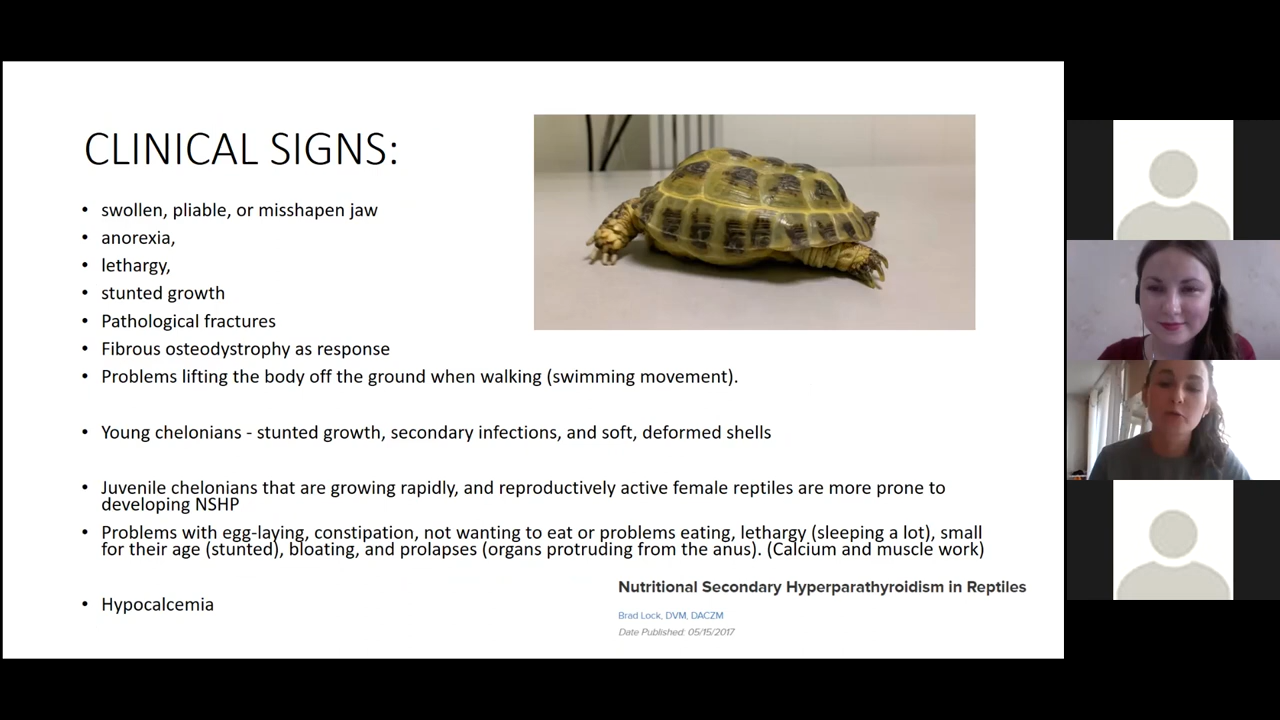 CLINICAL SIGNS:
• swollen, pliable, or misshapen jaw
• anorexia,
• lethargy,
• stunted growth
• Pathological fractures
• Fibrous osteodystrophy as response
• Problems lifting the body off the ground when walking (swimming movement).
• Young chelonians - stunted growth, secondary infections, and soft, deformed shells
• Juvenile chelonians that are growing rapidly, and reproductively active female reptiles are more prone to
developing NSHP
• Problems with egg-laying, constipation, not wanting to eat or problems eating, lethargy (sleeping a lot), small
for their age (stunted), bloating, and prolapses (organs protruding from the anus). (Calcium and muscle work)
• Hypocalcemia
Nutritional Secondary Hyperparathyroidism in Reptiles
Brad Lock, DVM, DACZM
Date Published: 05/15/2017